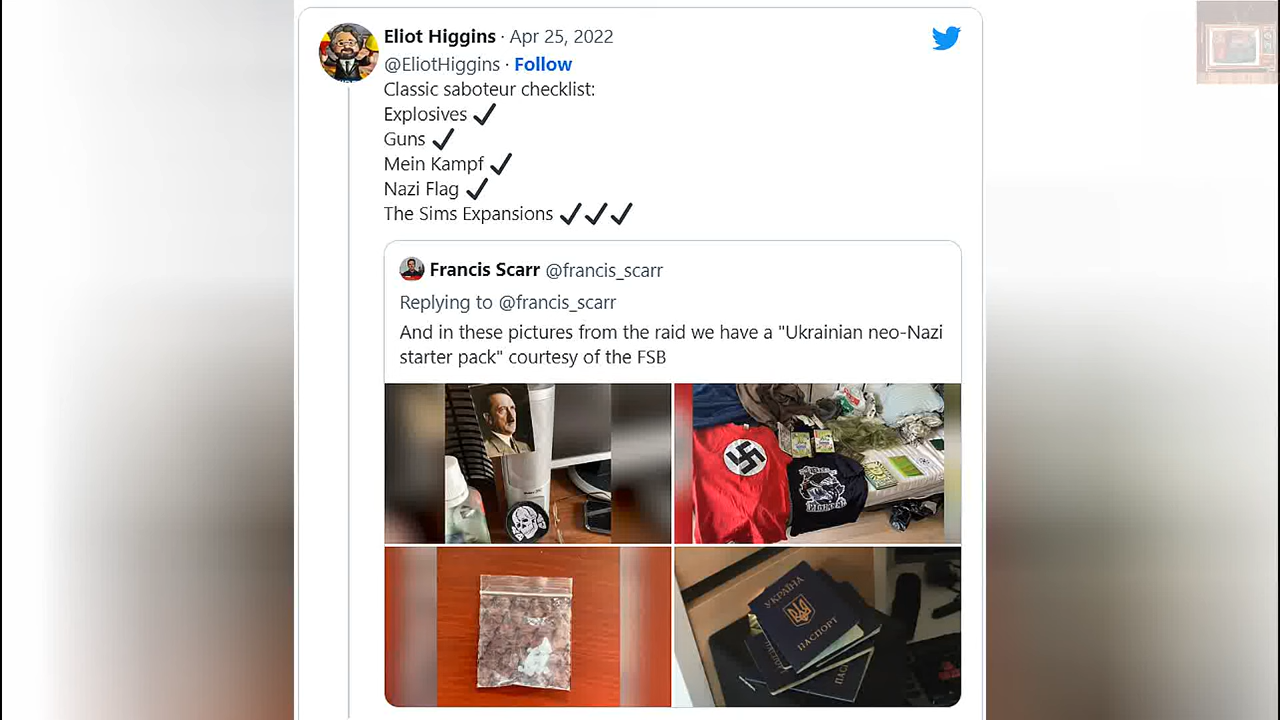 Eliot Higgins · Apr 25, 2022
@EliotHiggins · Follow
Classic saboteur checklist:
Explosives ✓
Guns ✓
Mein Kampf ✓
Nazi Flag ✓
The Sims Expansions ✓✓✓
Francis Scarr @francis_scarr
Replying to @francis_scarr
And in these pictures from the raid we have a "Ukrainian neo-Nazi
starter pack" courtesy of the FSB
УКРАЇНА
ПАСПОРТ